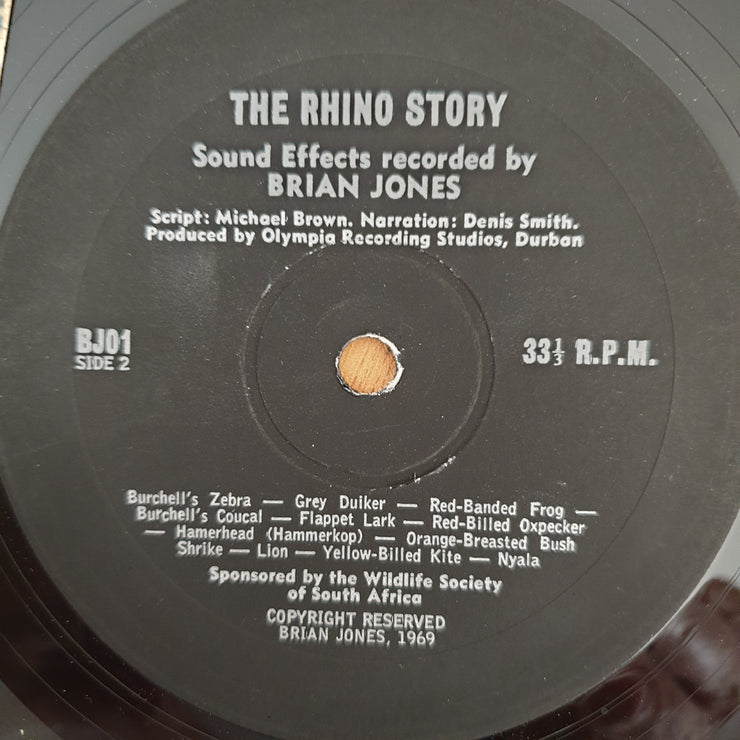 THE RHINO STORY
Sound Effects recorded by
BRIAN JONES
Script: Michael Brown. Narration: Denis Smith.
Produced by Olympia Recording Studios, Durban
BJ01
SIDE 2
33⅓ R.P.M.
Burchell's Zebra — Grey Duiker — Red-Banded Frog —
Burchell's Coucal — Flappet Lark — Red-Billed Oxpecker
— Hamerhead (Hammerkop) — Orange-Breasted Bush
Shrike — Lion — Yellow-Billed Kite — Nyala
Sponsored by the Wildlife Society
of South Africa
COPYRIGHT RESERVED
BRIAN JONES, 1969